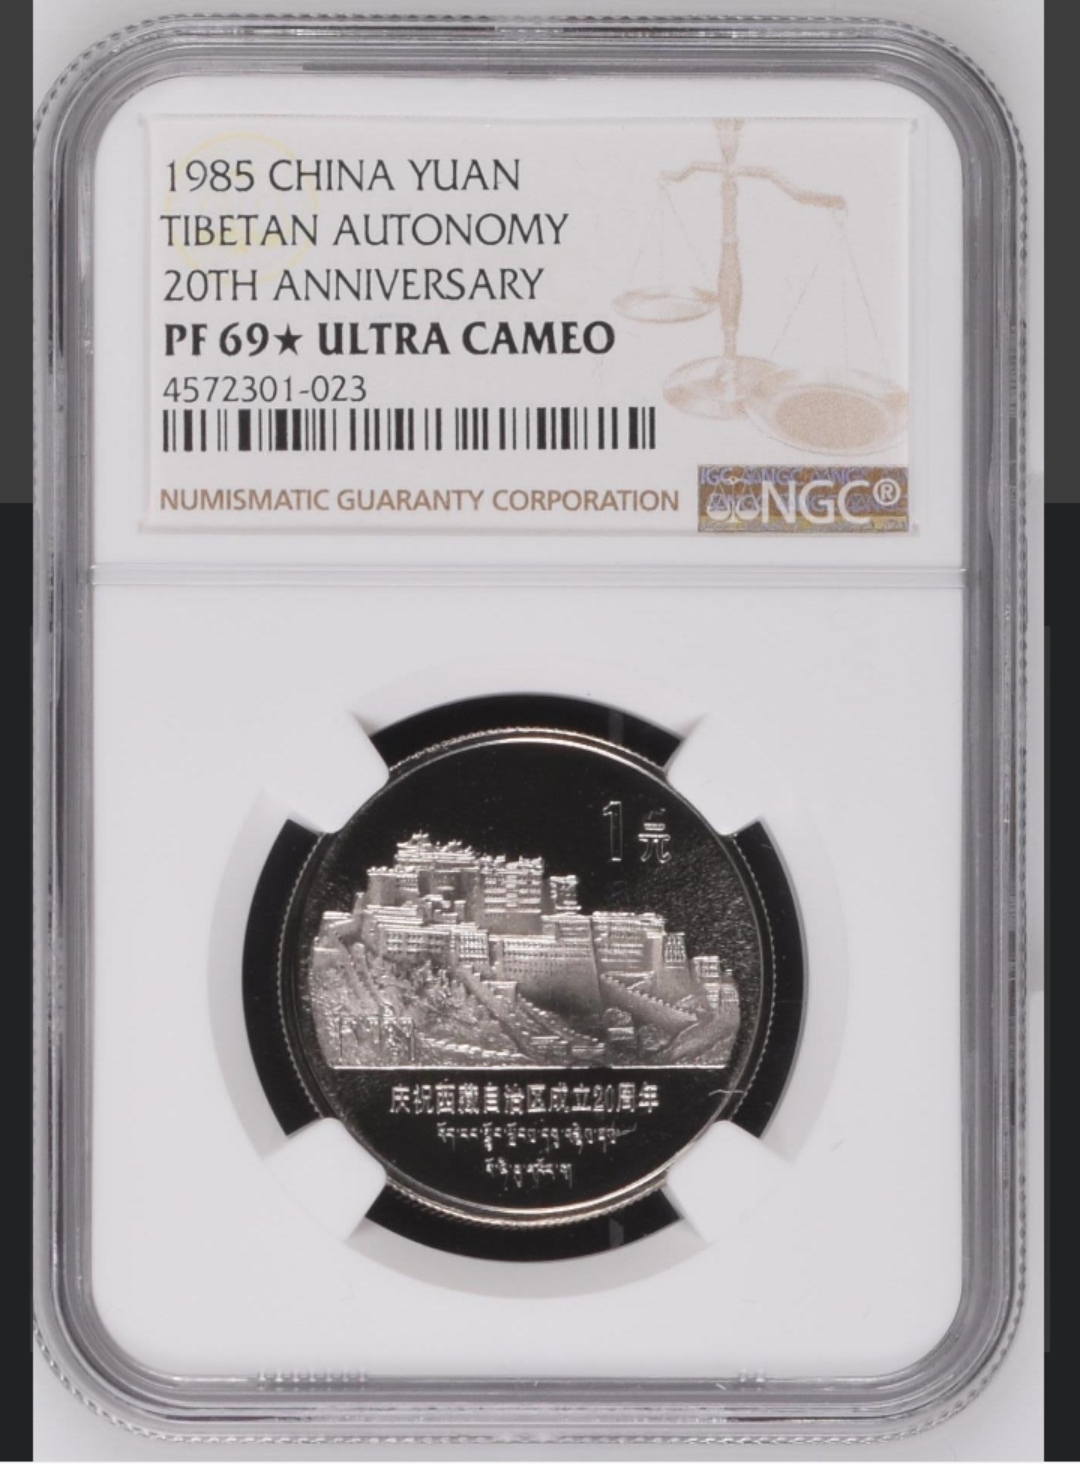 1985 CHINA YUAN
TIBETAN AUTONOMY
20TH ANNIVERSARY
PF 69★ ULTRA CAMEO
4572301-023
NUMISMATIC GUARANTY CORPORATION
NGC®
1元
庆祝西藏自治区成立20周年